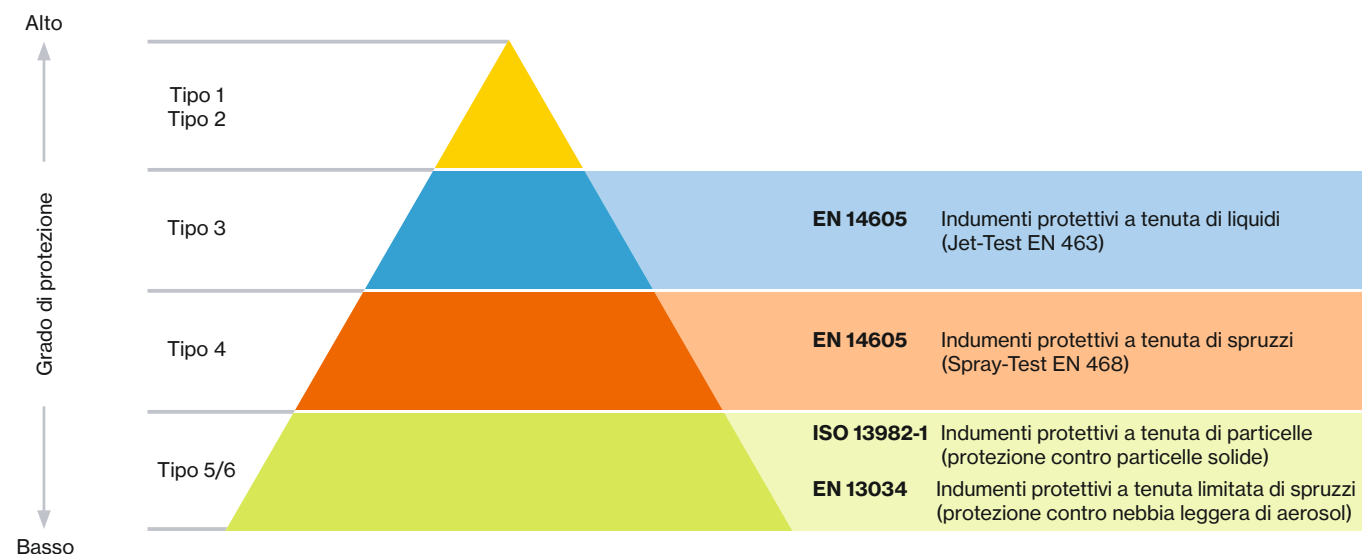 Alto
Grado di protezione
Basso
Tipo 1
Tipo 2
Tipo 3
EN 14605 Indumenti protettivi a tenuta di liquidi
(Jet-Test EN 463)
Tipo 4
EN 14605 Indumenti protettivi a tenuta di spruzzi
(Spray-Test EN 468)
Tipo 5/6
ISO 13982-1 Indumenti protettivi a tenuta di particelle
(protezione contro particelle solide)
EN 13034 Indumenti protettivi a tenuta limitata di spruzzi
(protezione contro nebbia leggera di aerosol)